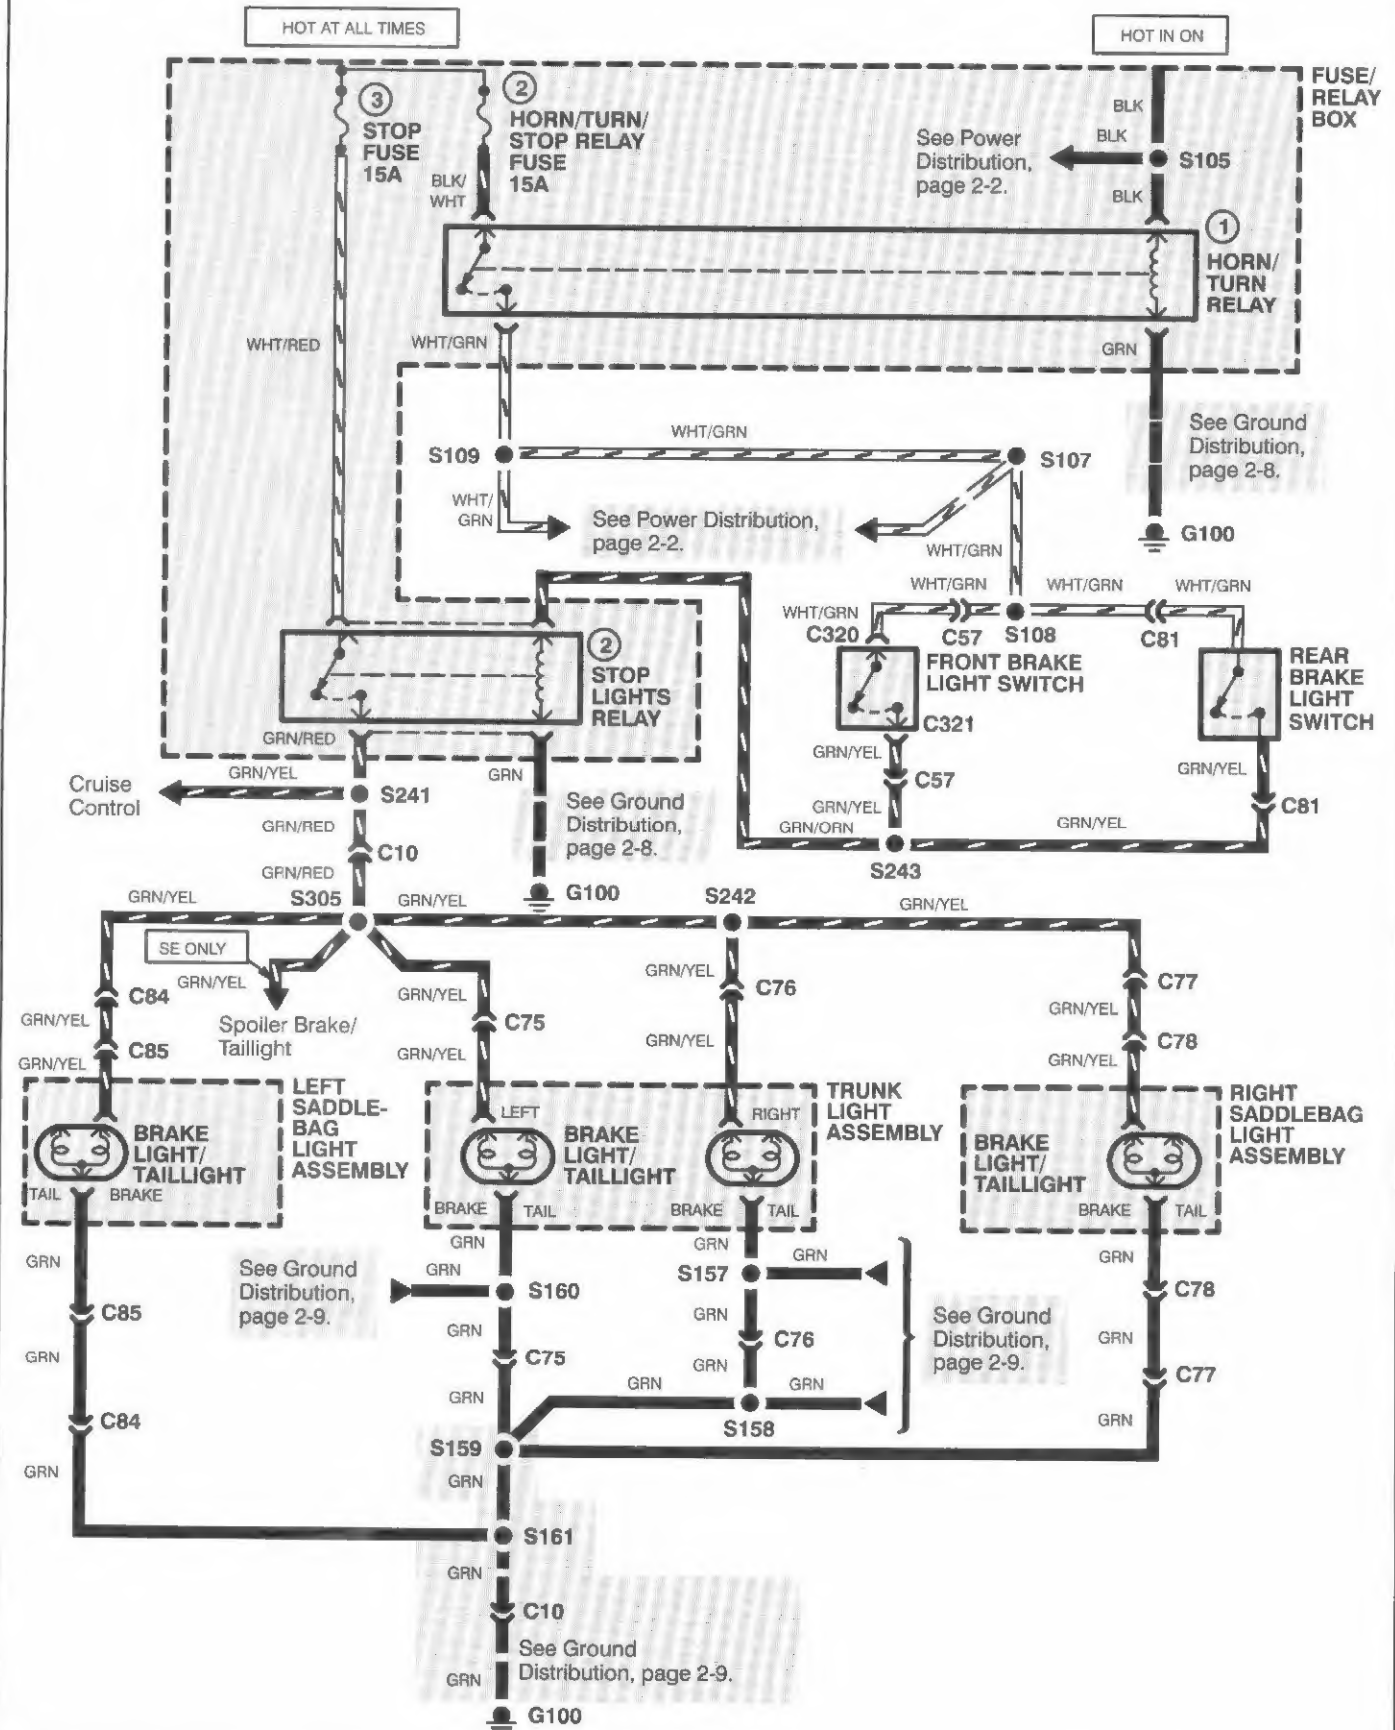 HOT AT ALL TIMES
HOT IN ON
FUSE/
RELAY
BOX
3
STOP
FUSE
15A
2
HORN/TURN/
STOP RELAY
FUSE
15A
BLK/
WHT
See Power
Distribution,
page 2-2.
BLK
BLK
S105
BLK
1
HORN/
TURN
RELAY
WHT/RED
WHT/GRN
GRN
See Ground
Distribution,
page 2-8.
G100
S109
WHT/GRN
S107
WHT/
GRN
See Power Distribution,
page 2-2.
WHT/GRN
WHT/GRN
WHT/GRN
WHT/GRN
WHT/GRN
C320
C57
S108
C81
FRONT BRAKE
LIGHT SWITCH
C321
REAR
BRAKE
LIGHT
SWITCH
2
STOP
LIGHTS
RELAY
GRN/RED
GRN/YEL
C57
GRN/YEL
GRN/YEL
C81
Cruise
Control
GRN/YEL
S241
GRN
See Ground
Distribution,
page 2-8.
GRN/ORN
GRN/YEL
S243
GRN/RED
C10
GRN/RED
G100
GRN/YEL
S305
GRN/YEL
S242
GRN/YEL
SE ONLY
GRN/YEL
Spoiler Brake/
Taillight
C84
GRN/YEL
C85
GRN/YEL
GRN/YEL
C75
GRN/YEL
GRN/YEL
C76
GRN/YEL
C77
GRN/YEL
C78
GRN/YEL
LEFT
SADDLE-
BAG
LIGHT
ASSEMBLY
BRAKE
LIGHT/
TAILLIGHT
TAIL
BRAKE
LEFT
BRAKE
LIGHT/
TAILLIGHT
RIGHT
TRUNK
LIGHT
ASSEMBLY
BRAKE
TAIL
BRAKE
TAIL
BRAKE
LIGHT/
TAILLIGHT
RIGHT
SADDLEBAG
LIGHT
ASSEMBLY
BRAKE
TAIL
GRN
C85
GRN
C84
GRN
See Ground
Distribution,
page 2-9.
GRN
GRN
S160
GRN
C75
GRN
GRN
S157
GRN
GRN
C76
GRN
GRN
GRN
S158
See Ground
Distribution,
page 2-9.
GRN
C78
GRN
C77
GRN
S159
GRN
S161
GRN
C10
See Ground
Distribution, page 2-9.
GRN
G100